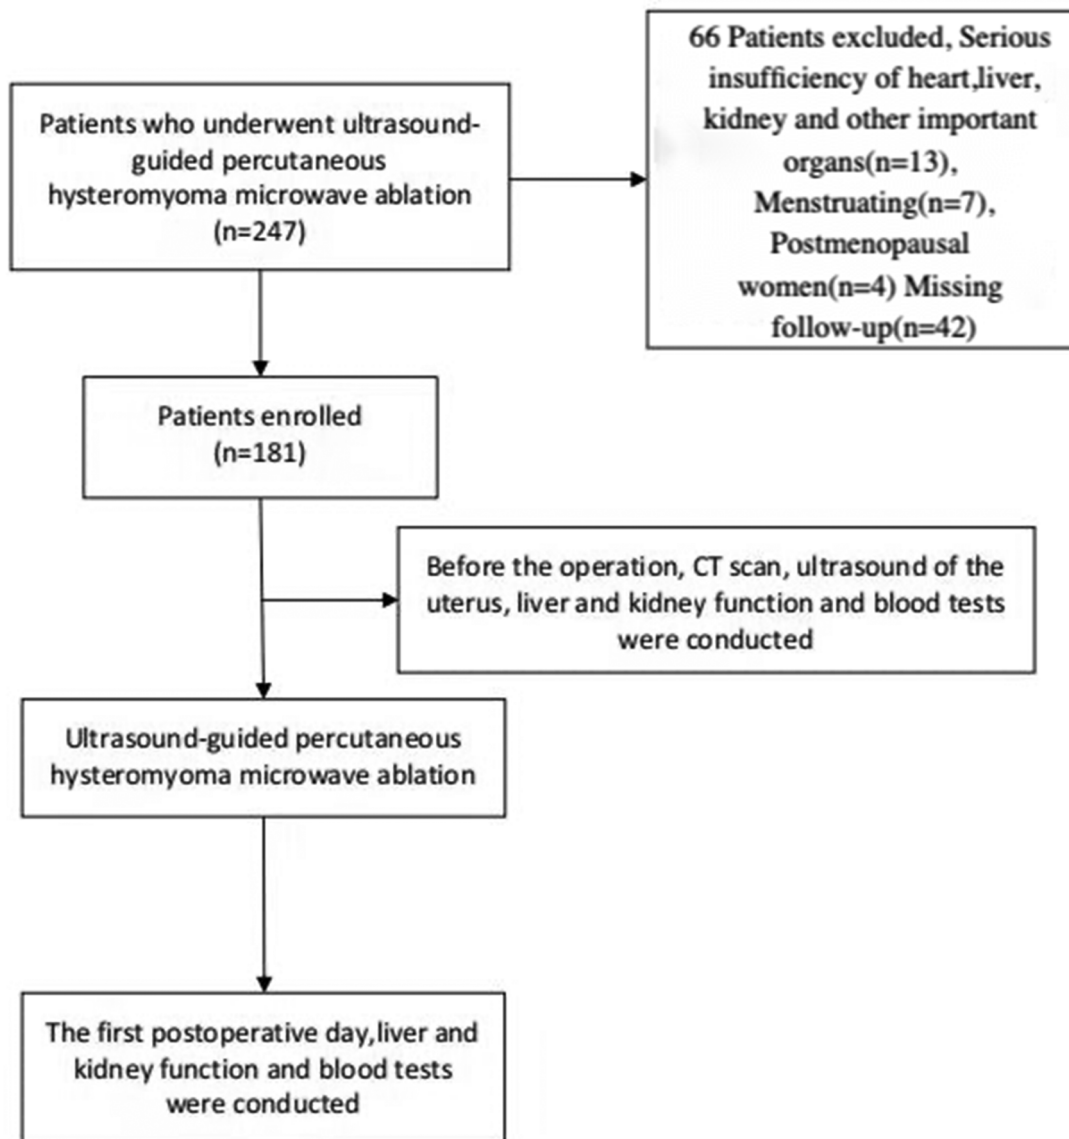 Patients who underwent ultrasound-
guided percutaneous
hysteromyoma microwave ablation
(n=247)
66 Patients excluded, Serious
insufficiency of heart,liver,
kidney and other important
organs(n=13),
Menstruating(n=7),
Postmenopausal
women(n=4) Missing
follow-up(n=42)
Patients enrolled
(n=181)
Before the operation, CT scan, ultrasound of the
uterus, liver and kidney function and blood tests
were conducted
Ultrasound-guided percutaneous
hysteromyoma microwave ablation
The first postoperative day,liver and
kidney function and blood tests
were conducted